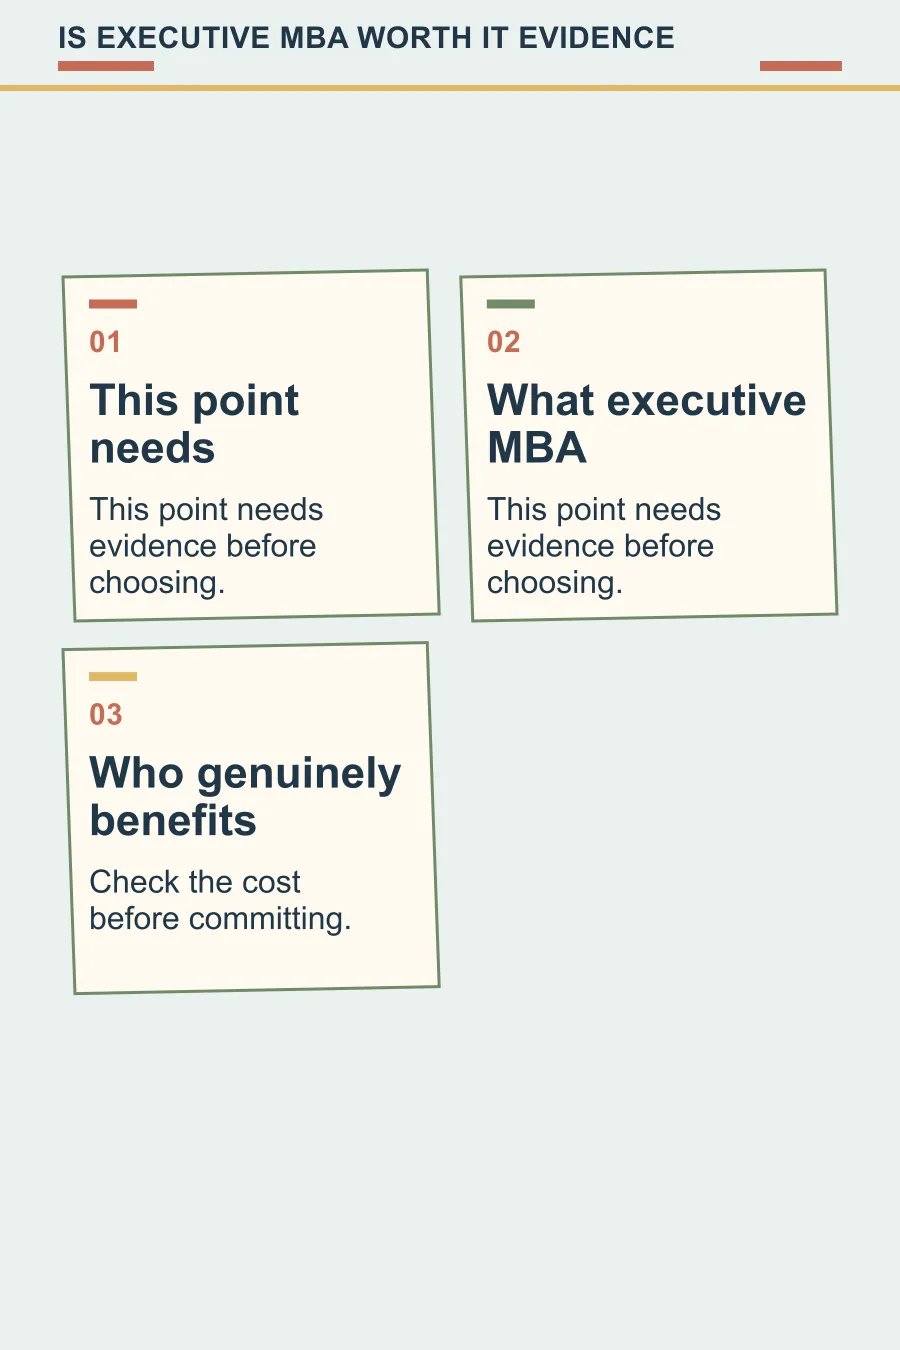 IS EXECUTIVE MBA WORTH IT EVIDENCE
01
This point
needs
This point needs
evidence before
choosing.
02
What executive
MBA
This point needs
evidence before
choosing.
03
Who genuinely
benefits
Check the cost
before committing.